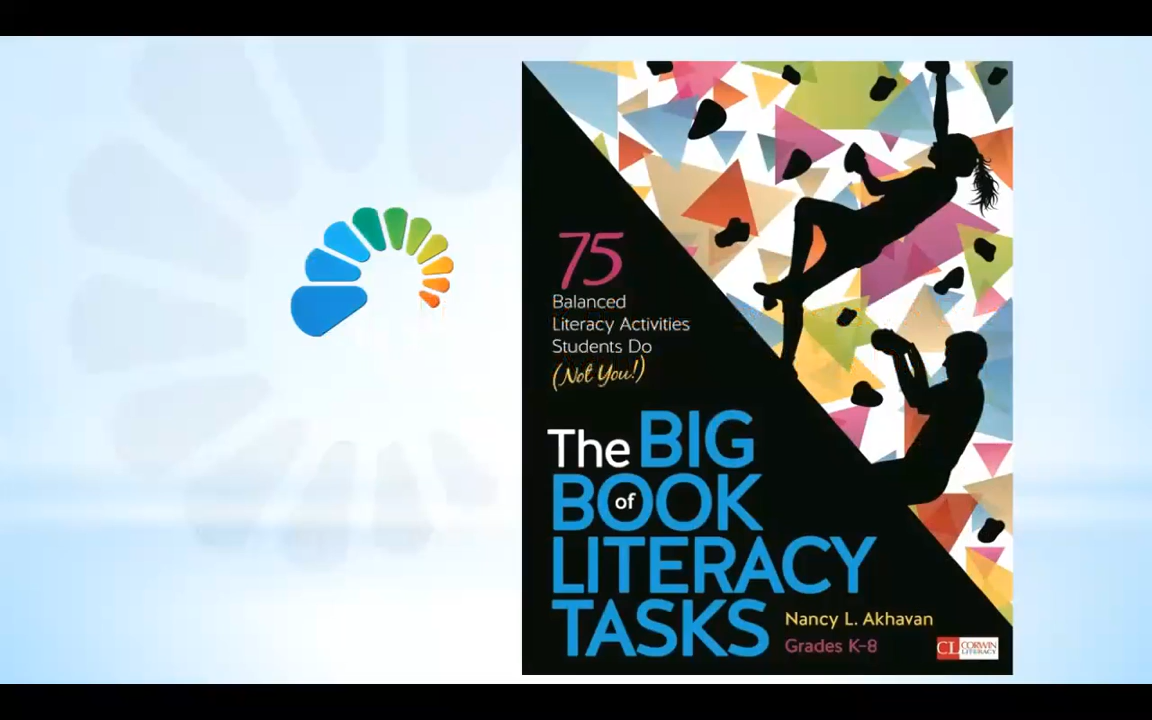 75
Balanced
Literacy Activities
Students Do
(Not You!)
The BIG
BOOK of
LITERACY
TASKS
Nancy L. Akhavan
Grades K–8
CL CORWIN
LITERACY